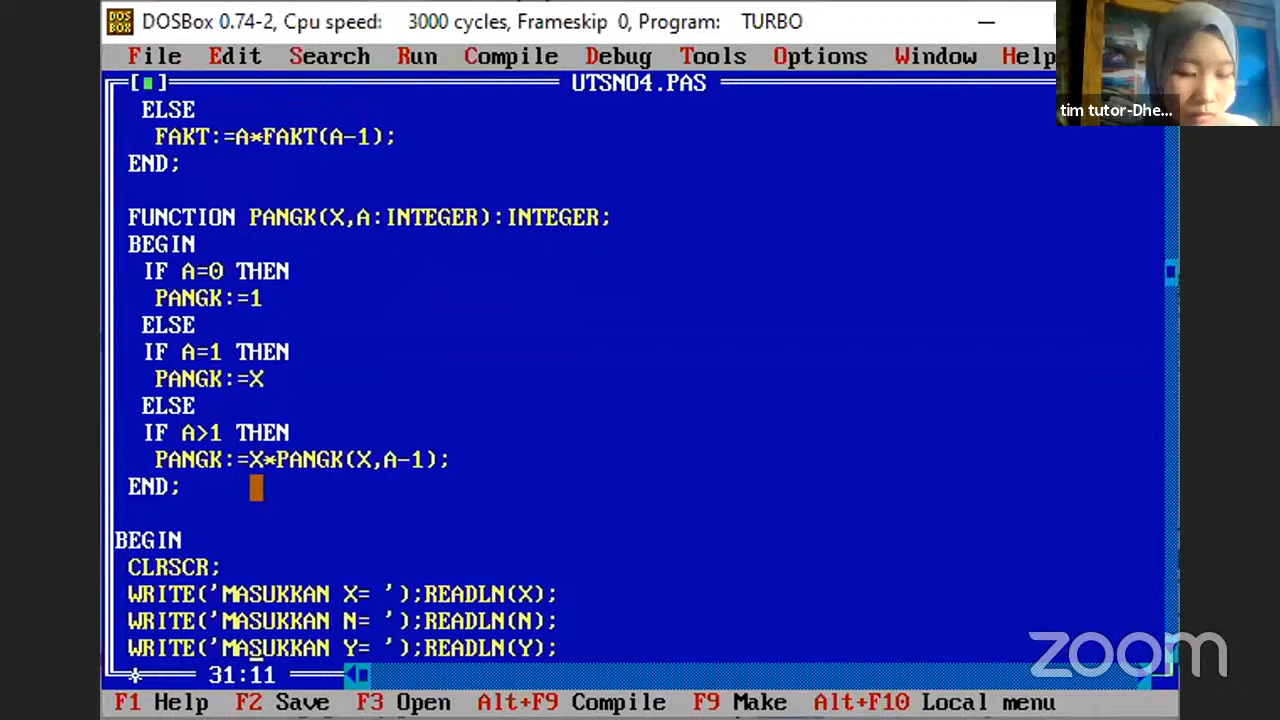 DOSBox 0.74-2, Cpu speed: 3000 cycles, Frameskip 0, Program: TURBO
File Edit Search Run Compile Debug Tools Options Window Help
UTSNO4.PAS
tim tutor-Dhe...
ELSE
FAKT:=A*FAKT(A-1);
END;
FUNCTION PANGK(X,A:INTEGER):INTEGER;
BEGIN
IF A=0 THEN
PANGK:=1
ELSE
IF A=1 THEN
PANGK:=X
ELSE
IF A>1 THEN
PANGK:=X*PANGK(X,A-1);
END;
BEGIN
CLRSCR;
WRITE('MASUKKAN X= ');READLN(X);
WRITE('MASUKKAN N= ');READLN(N);
WRITE('MASUKKAN Y= ');READLN(Y);
31:11
zoom
F1 Help F2 Save F3 Open Alt+F9 Compile F9 Make Alt+F10 Local menu